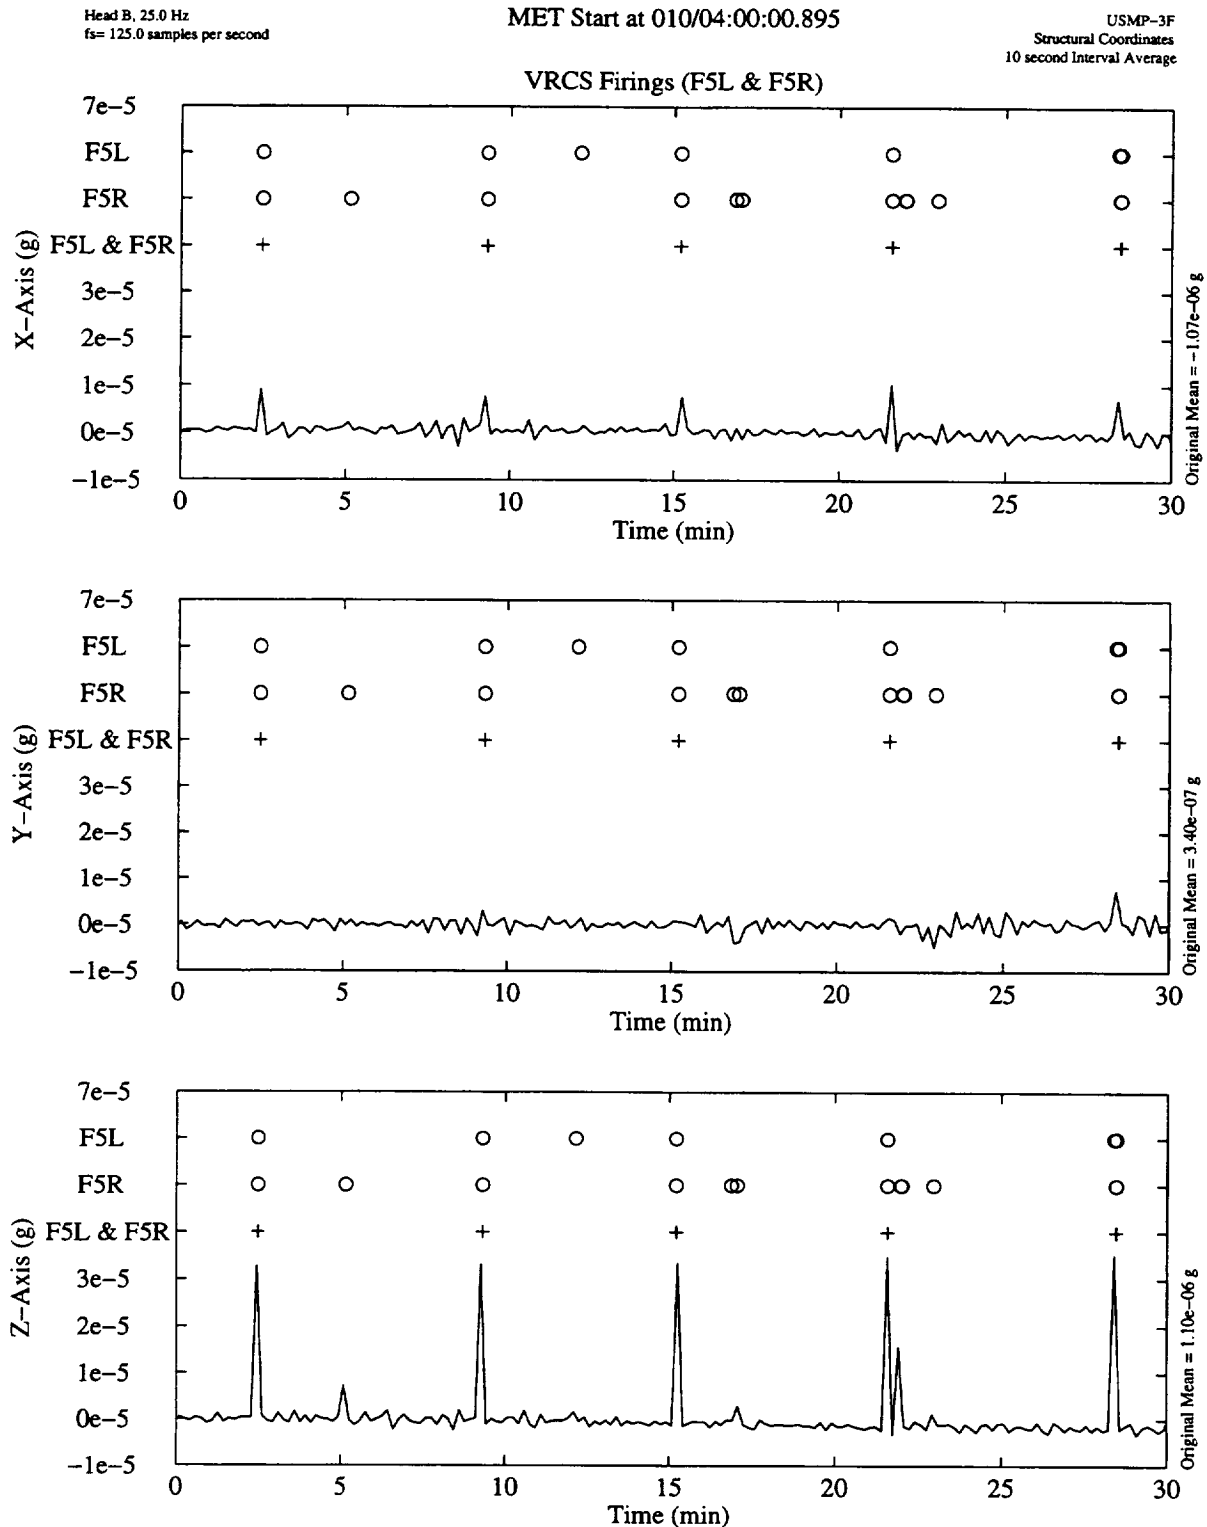 Head B, 25.0 Hz
fs= 125.0 samples per second
MET Start at 010/04:00:00.895
USMP−3F
Structural Coordinates
10 second Interval Average
VRCS Firings (F5L & F5R)
7e−5
F5L
F5R
F5L & F5R
3e−5
2e−5
1e−5
0e−5
−1e−5
X−Axis (g)
0 5 10 15 20 25 30
Time (min)
Original Mean = −1.07e−06 g
7e−5
F5L
F5R
F5L & F5R
3e−5
2e−5
1e−5
0e−5
−1e−5
Y−Axis (g)
0 5 10 15 20 25 30
Time (min)
Original Mean = 3.40e−07 g
7e−5
F5L
F5R
F5L & F5R
3e−5
2e−5
1e−5
0e−5
−1e−5
Z−Axis (g)
0 5 10 15 20 25 30
Time (min)
Original Mean = 1.10e−06 g